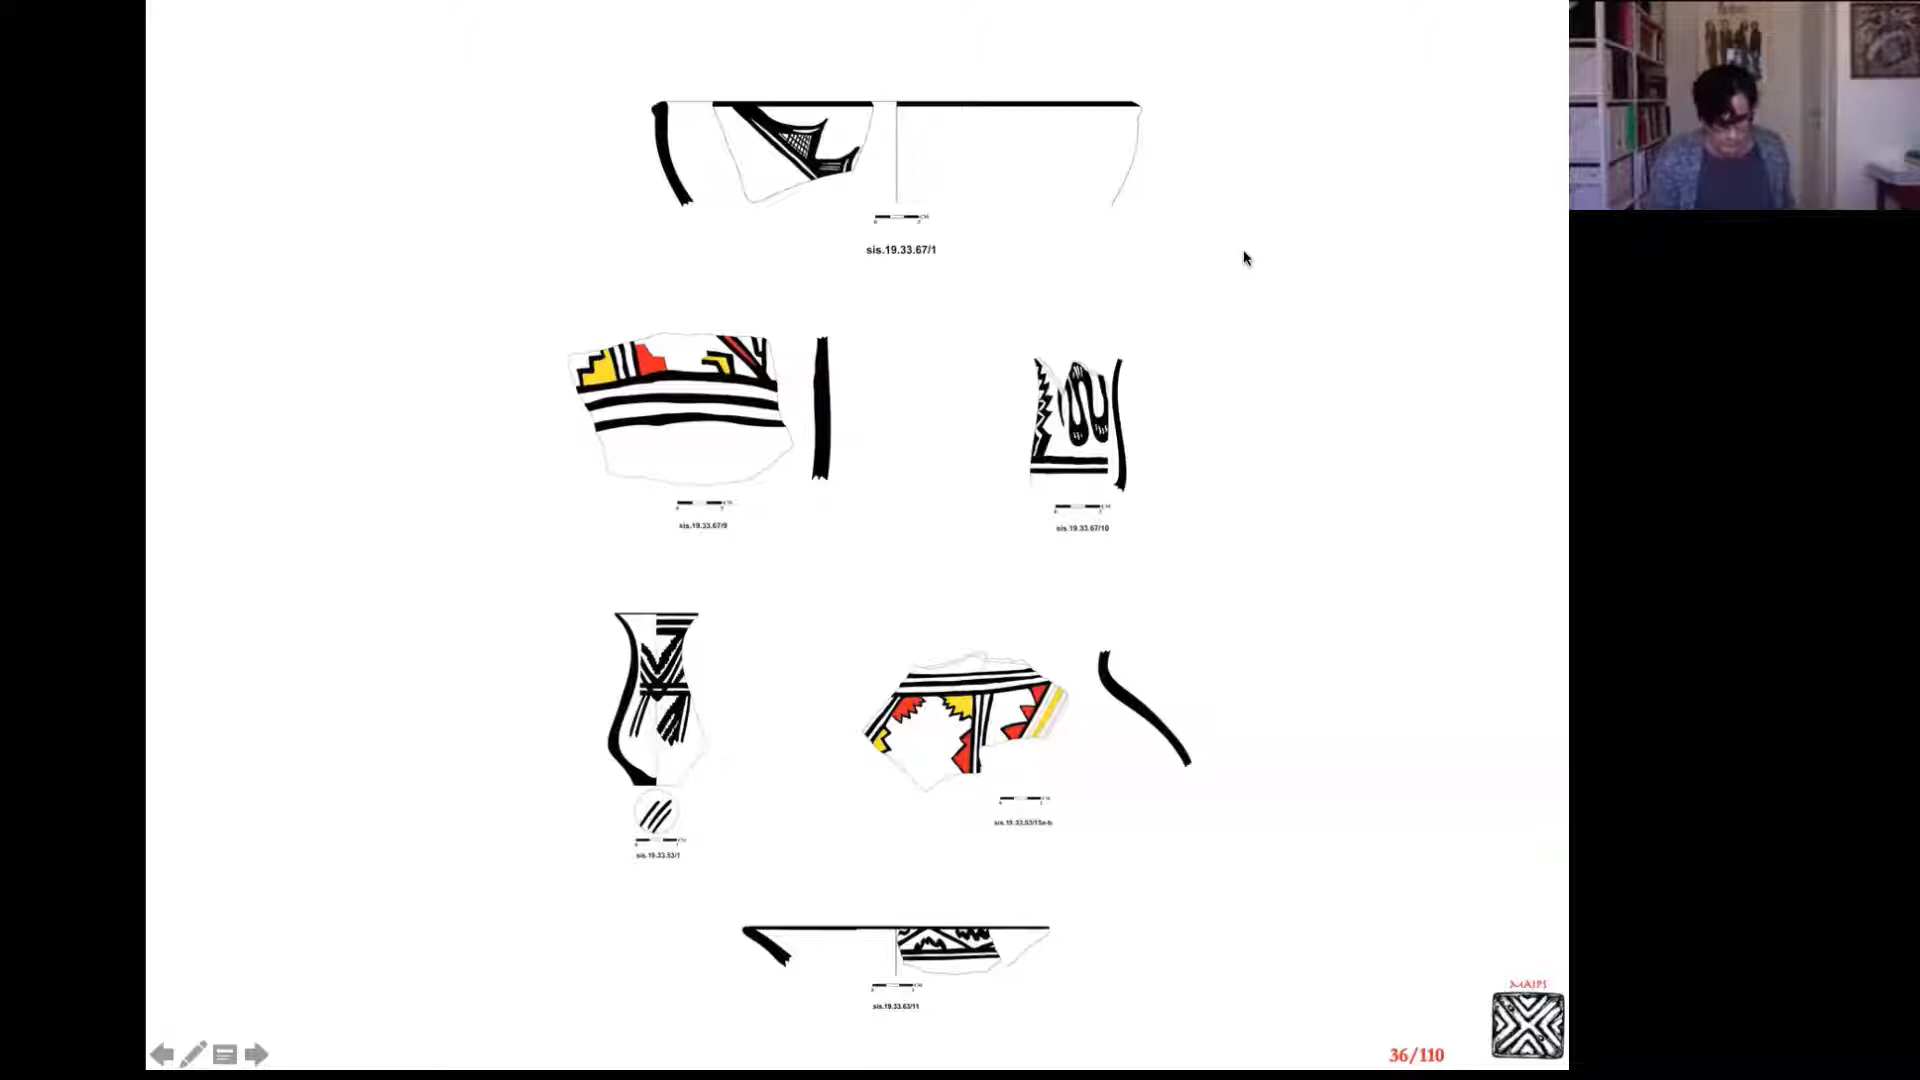 sis.19.33.67/1
sis.19.33.67/9
sis.19.33.67/10
sis.19.33.53/1
sis.19.33.53/15a-b
sis.19.33.63/11
MAIPS
36/110